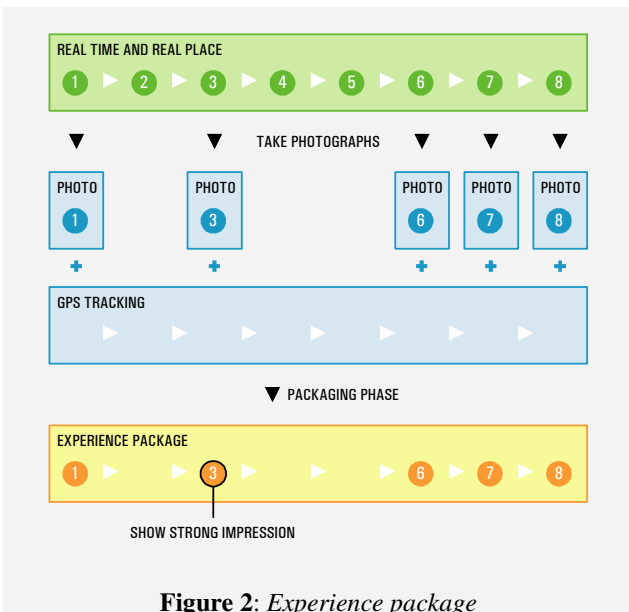 REAL TIME AND REAL PLACE
1 2 3 4 5 6 7 8
TAKE PHOTOGRAPHS
PHOTO PHOTO PHOTO PHOTO PHOTO
1 3 6 7 8
GPS TRACKING
PACKAGING PHASE
EXPERIENCE PACKAGE
1 3 6 7 8
SHOW STRONG IMPRESSION
Figure 2: Experience package